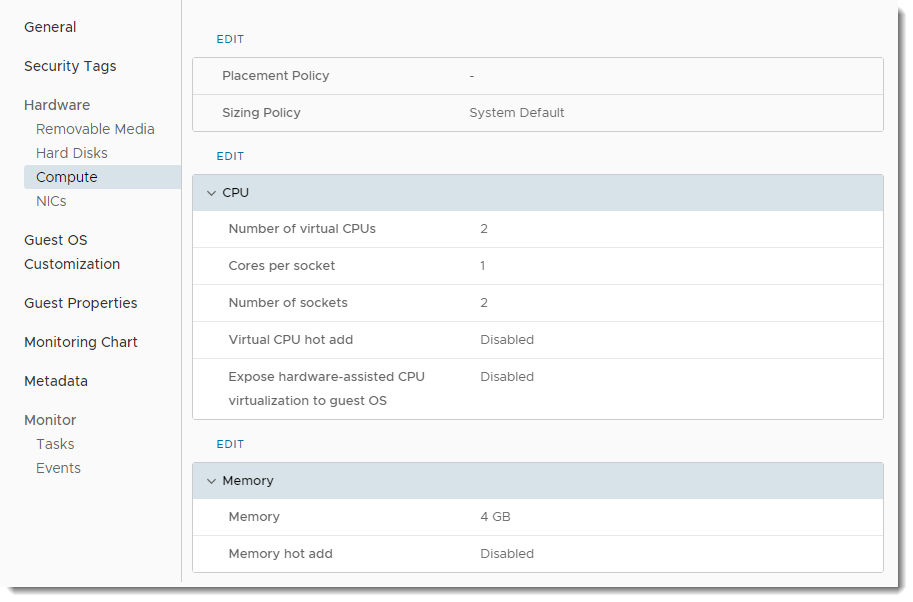 General
Security Tags
Hardware
Removable Media
Hard Disks
Compute
NICs
Guest OS
Customization
Guest Properties
Monitoring Chart
Metadata
Monitor
Tasks
Events
EDIT
Placement Policy -
Sizing Policy System Default
EDIT
CPU
Number of virtual CPUs 2
Cores per socket 1
Number of sockets 2
Virtual CPU hot add Disabled
Expose hardware-assisted CPU Disabled
virtualization to guest OS
EDIT
Memory
Memory 4 GB
Memory hot add Disabled